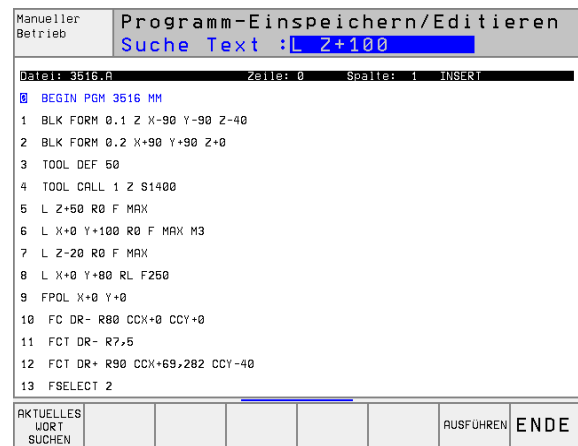 Manueller
Betrieb
Programm-Einspeichern/Editieren
Suche Text :L Z+100
Datei: 3516.A Zeile: 0 Spalte: 1 INSERT
0 BEGIN PGM 3516 MM
1 BLK FORM 0.1 Z X-90 Y-90 Z-40
2 BLK FORM 0.2 X+90 Y+90 Z+0
3 TOOL DEF 50
4 TOOL CALL 1 Z S1400
5 L Z+50 R0 F MAX
6 L X+0 Y+100 R0 F MAX M3
7 L Z-20 R0 F MAX
8 L X+0 Y+80 RL F250
9 FPOL X+0 Y+0
10 FC DR- R80 CCX+0 CCY+0
11 FCT DR- R7,5
12 FCT DR+ R90 CCX+69,282 CCY-40
13 FSELECT 2
AKTUELLES
WORT
SUCHEN
AUSFÜHREN
ENDE